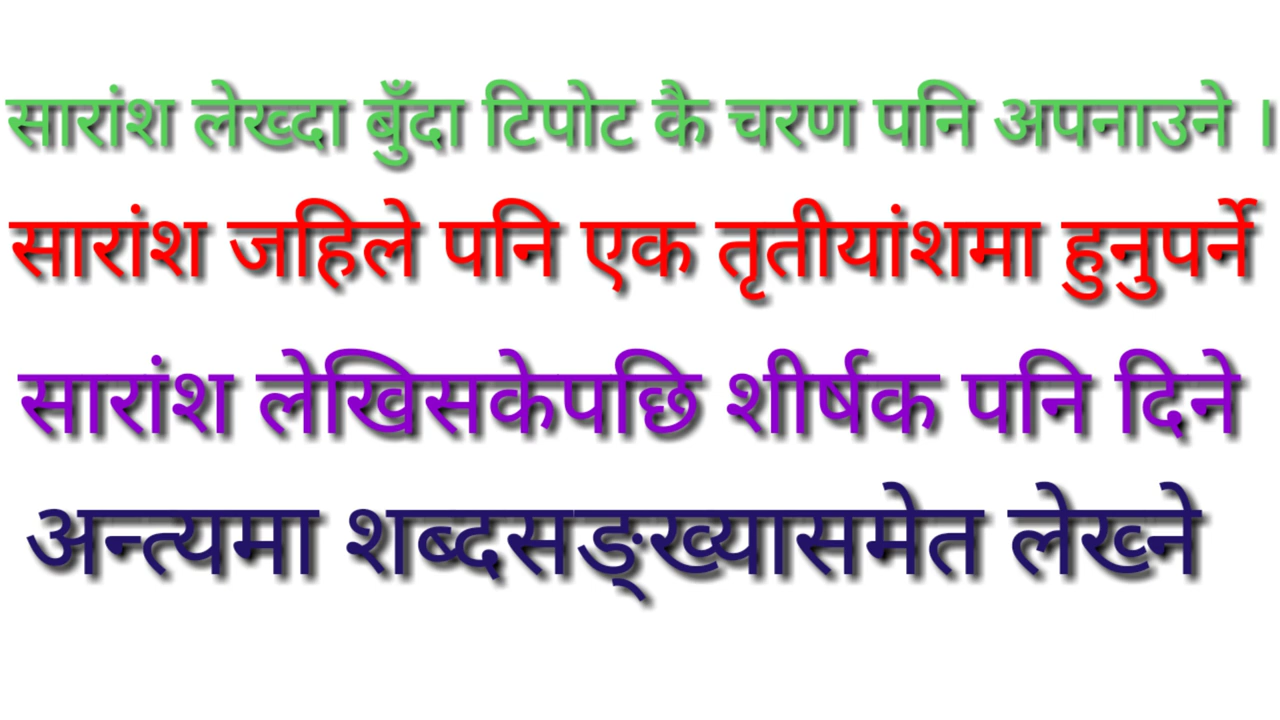 सारांश लेख्दा बुँदा टिपोट कै चरण पनि अपनाउने ।
सारांश जहिले पनि एक तृतीयांशमा हुनुपर्ने
सारांश लेखिसकेपछि शीर्षक पनि दिने
अन्त्यमा शब्दसङ्ख्यासमेत लेख्ने